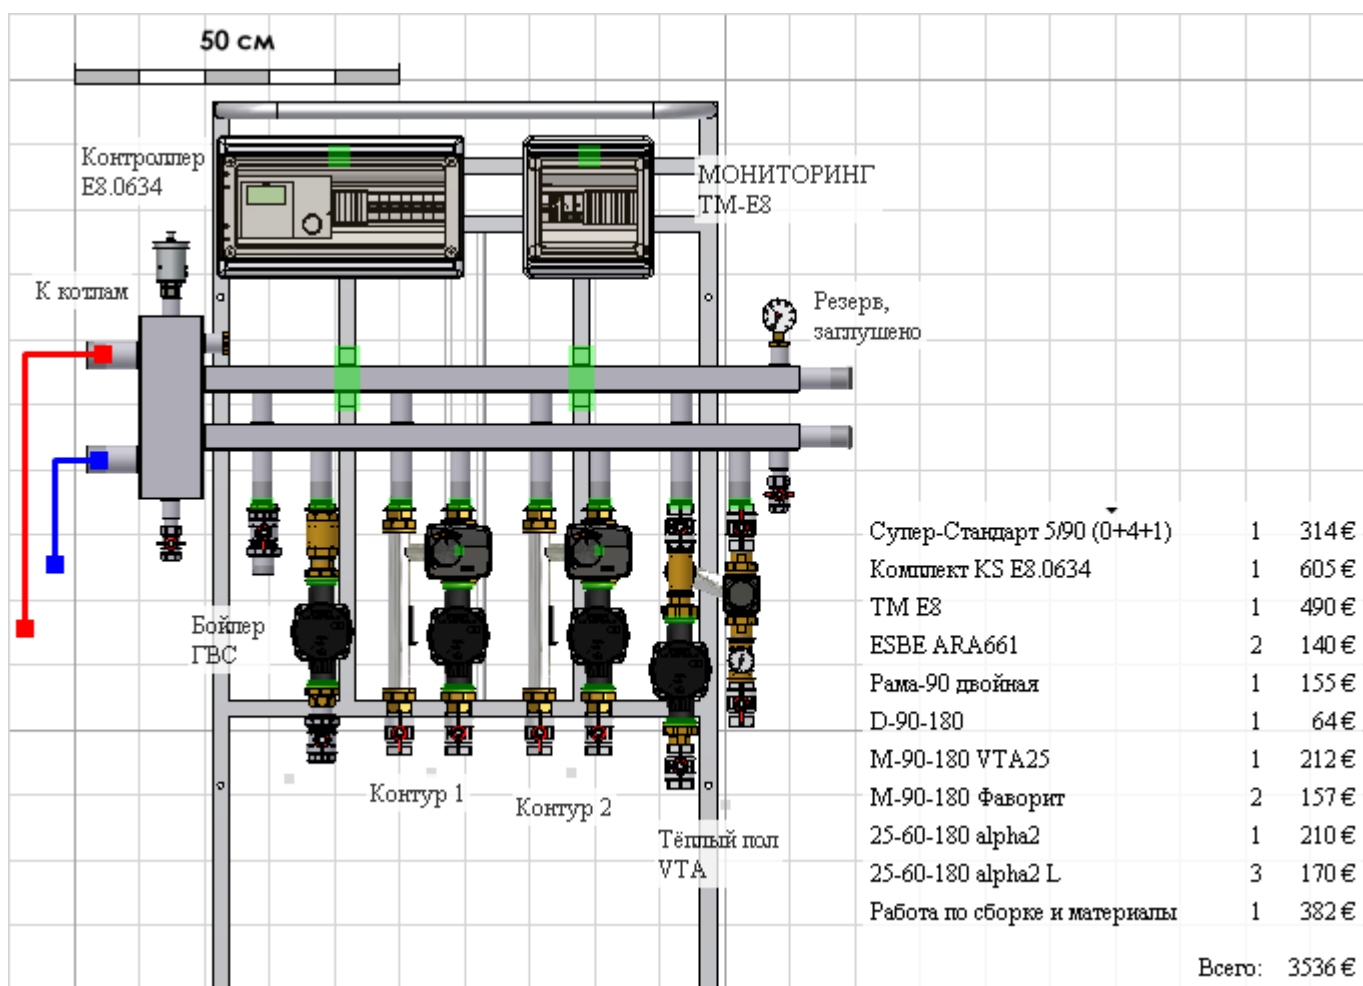 50 см
Контроллер
E8.0634
МОНИТОРИНГ
TM-E8
К котлам
Резерв,
заглушено
Бойлер
ГВС
Контур 1
Контур 2
Тёплый пол
VTA
Супер-Стандарт 5/90 (0+4+1) 1 314 €
Комплект KS E8.0634 1 605 €
TM E8 1 490 €
ESBE ARA661 2 140 €
Рама-90 двойная 1 155 €
D-90-180 1 64 €
M-90-180 VTA25 1 212 €
M-90-180 Фаворит 2 157 €
25-60-180 alpha2 1 210 €
25-60-180 alpha2 L 3 170 €
Работа по сборке и материалы 1 382 €
Всего: 3536 €